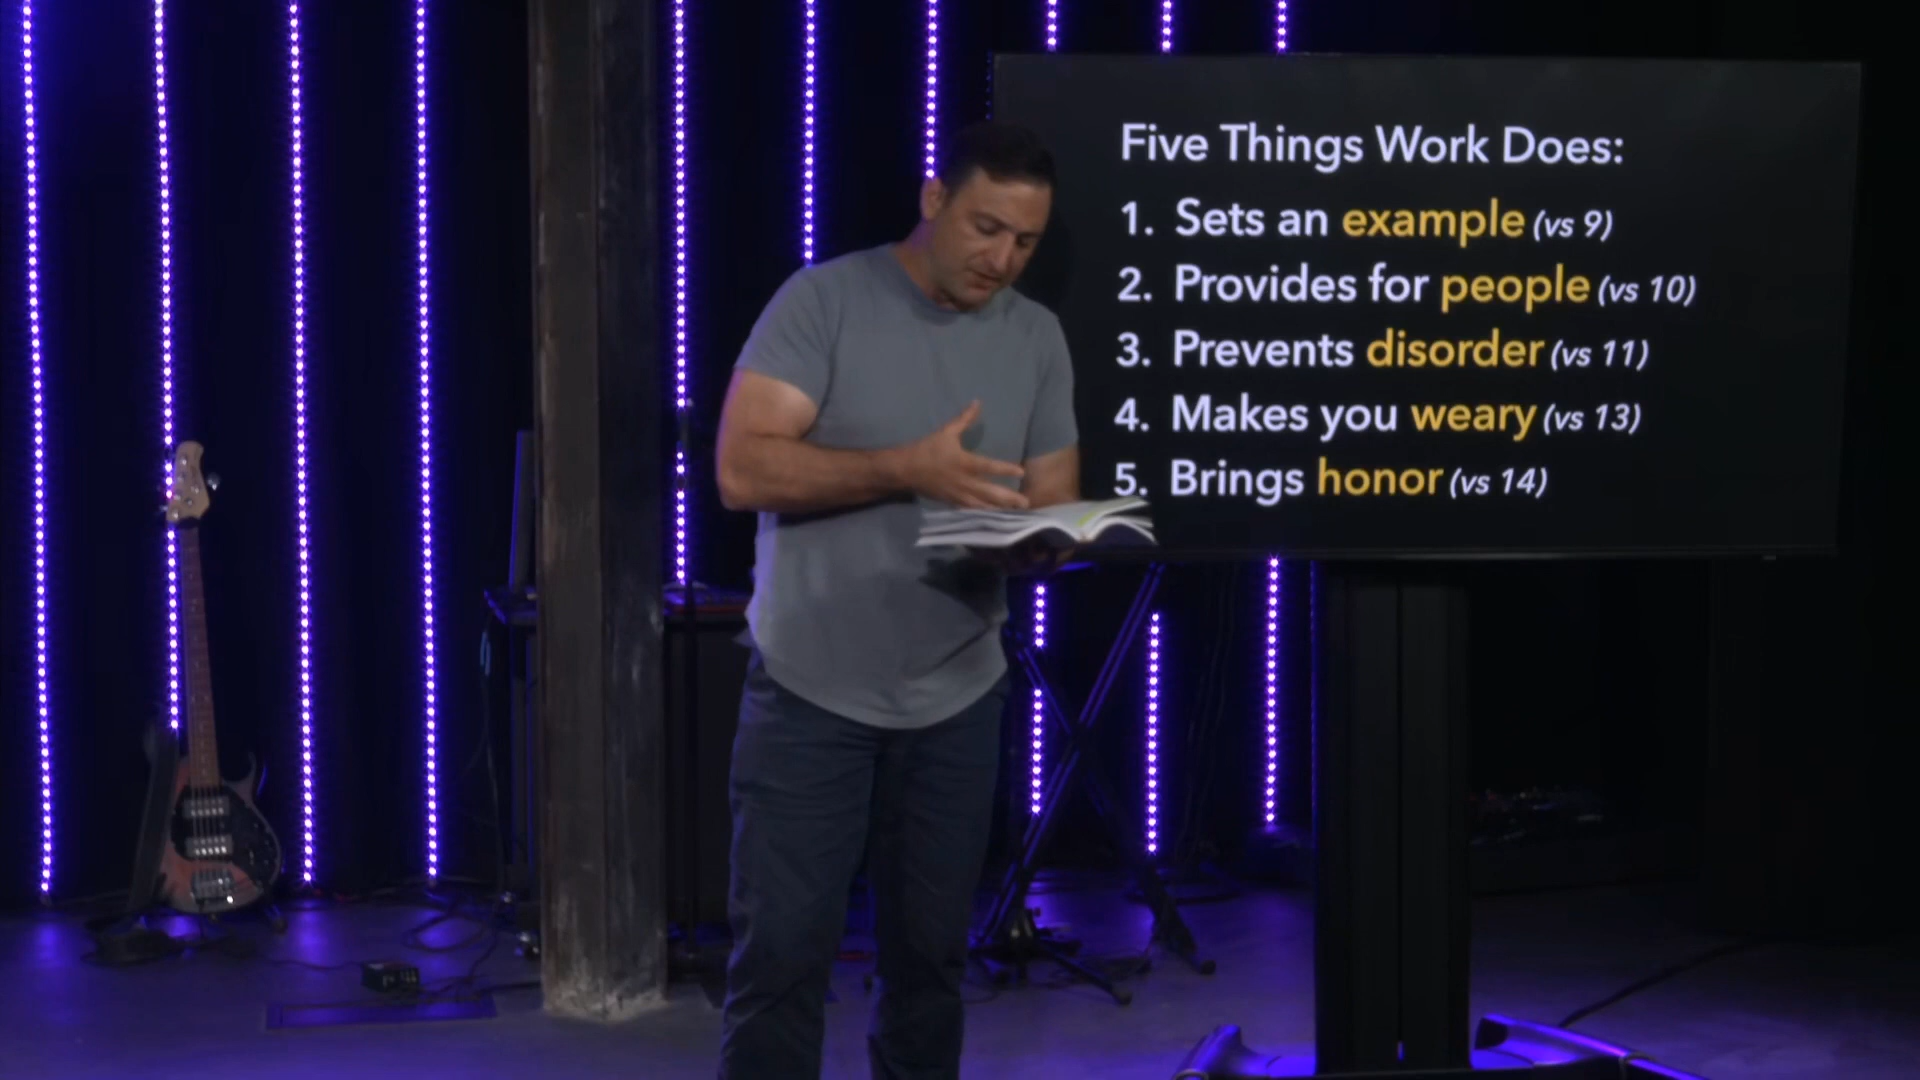 Five Things Work Does:
1. Sets an example (vs 9)
2. Provides for people (vs 10)
3. Prevents disorder (vs 11)
4. Makes you weary (vs 13)
5. Brings honor (vs 14)